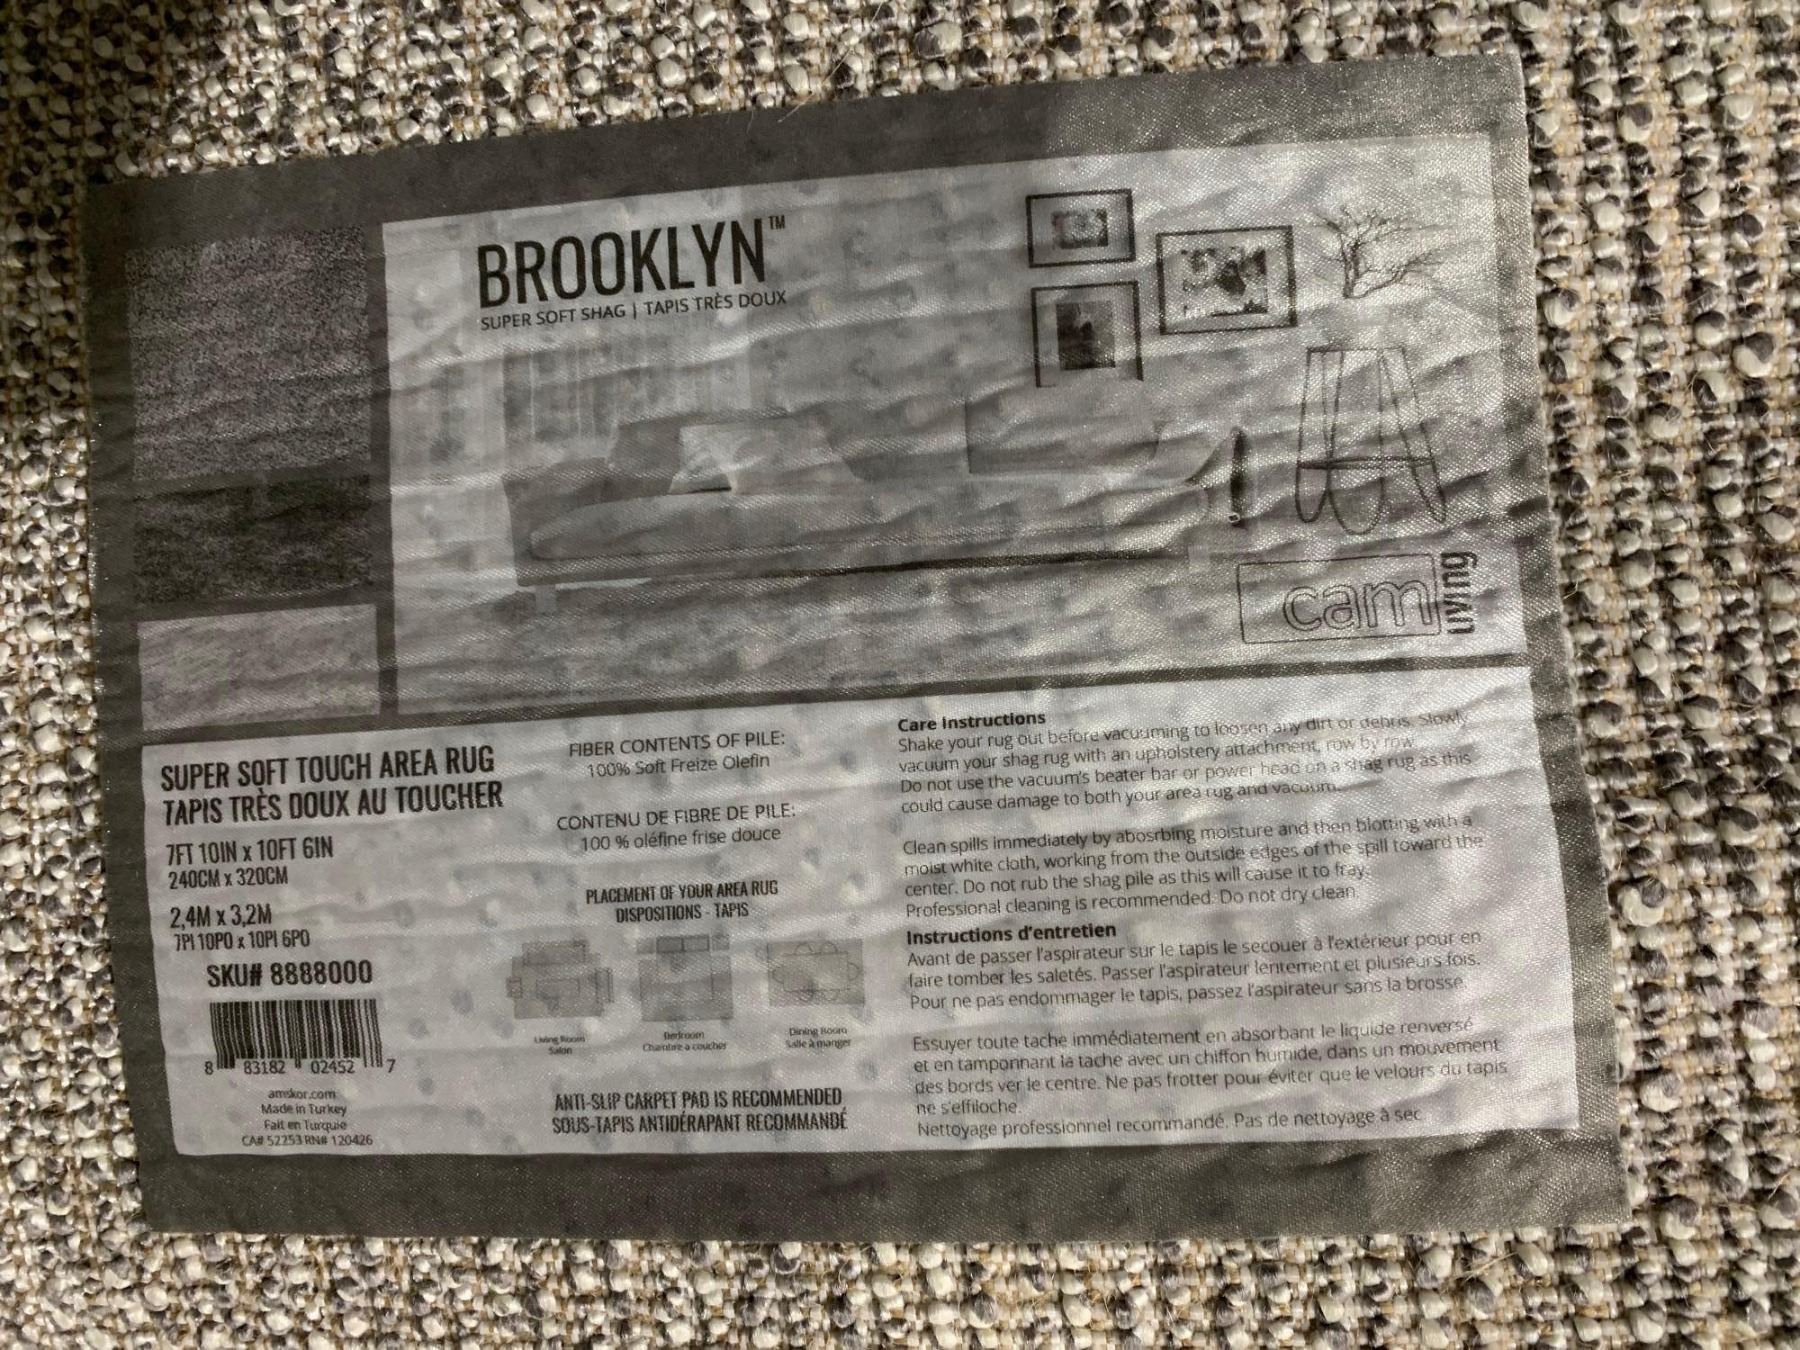 BROOKLYN™
SUPER SOFT SHAG | TAPIS TRÈS DOUX
cam
LIVING
SUPER SOFT TOUCH AREA RUG
TAPIS TRÈS DOUX AU TOUCHER
7FT 10IN x 10FT 6IN
240CM x 320CM
2,4M x 3,2M
7PI 10PO x 10PI 6PO
SKU# 8888000
8 83182 02452 7
amskor.com
Made in Turkey
Fait en Turquie
CA# 52253 RN# 120426
FIBER CONTENTS OF PILE:
100% Soft Freize Olefin
CONTENU DE FIBRE DE PILE:
100 % oléfine frise douce
PLACEMENT OF YOUR AREA RUG
DISPOSITIONS - TAPIS
Living Room
Salon
Bedroom
Chambre a coucher
Dining Room
Salle à manger
ANTI-SLIP CARPET PAD IS RECOMMENDED
SOUS-TAPIS ANTIDÉRAPANT RECOMMANDÉ
Care Instructions
Shake your rug out before vacuuming to loosen any dirt or debris. Slowly
vacuum your shag rug with an upholstery attachment, row by row.
Do not use the vacuum's beater bar or power head on a shag rug as this
could cause damage to both your area rug and vacuum.
Clean spills immediately by abosrbing moisture and then blotting with a
moist white cloth, working from the outside edges of the spill toward the
center. Do not rub the shag pile as this will cause it to fray.
Professional cleaning is recommended. Do not dry clean.
Instructions d'entretien
Avant de passer l'aspirateur sur le tapis le secouer à l'extérieur pour en
faire tomber les saletés. Passer l'aspirateur lentement et plusieurs fois.
Pour ne pas endommager le tapis, passez l'aspirateur sans la brosse.
Essuyer toute tache immédiatement en absorbant le liquide renversé
et en tamponnant la tache avec un chiffon humide, dans un mouvement
des bords ver le centre. Ne pas frotter pour éviter que le velours du tapis
ne s'effiloche.
Nettoyage professionnel recommandé. Pas de nettoyage à sec